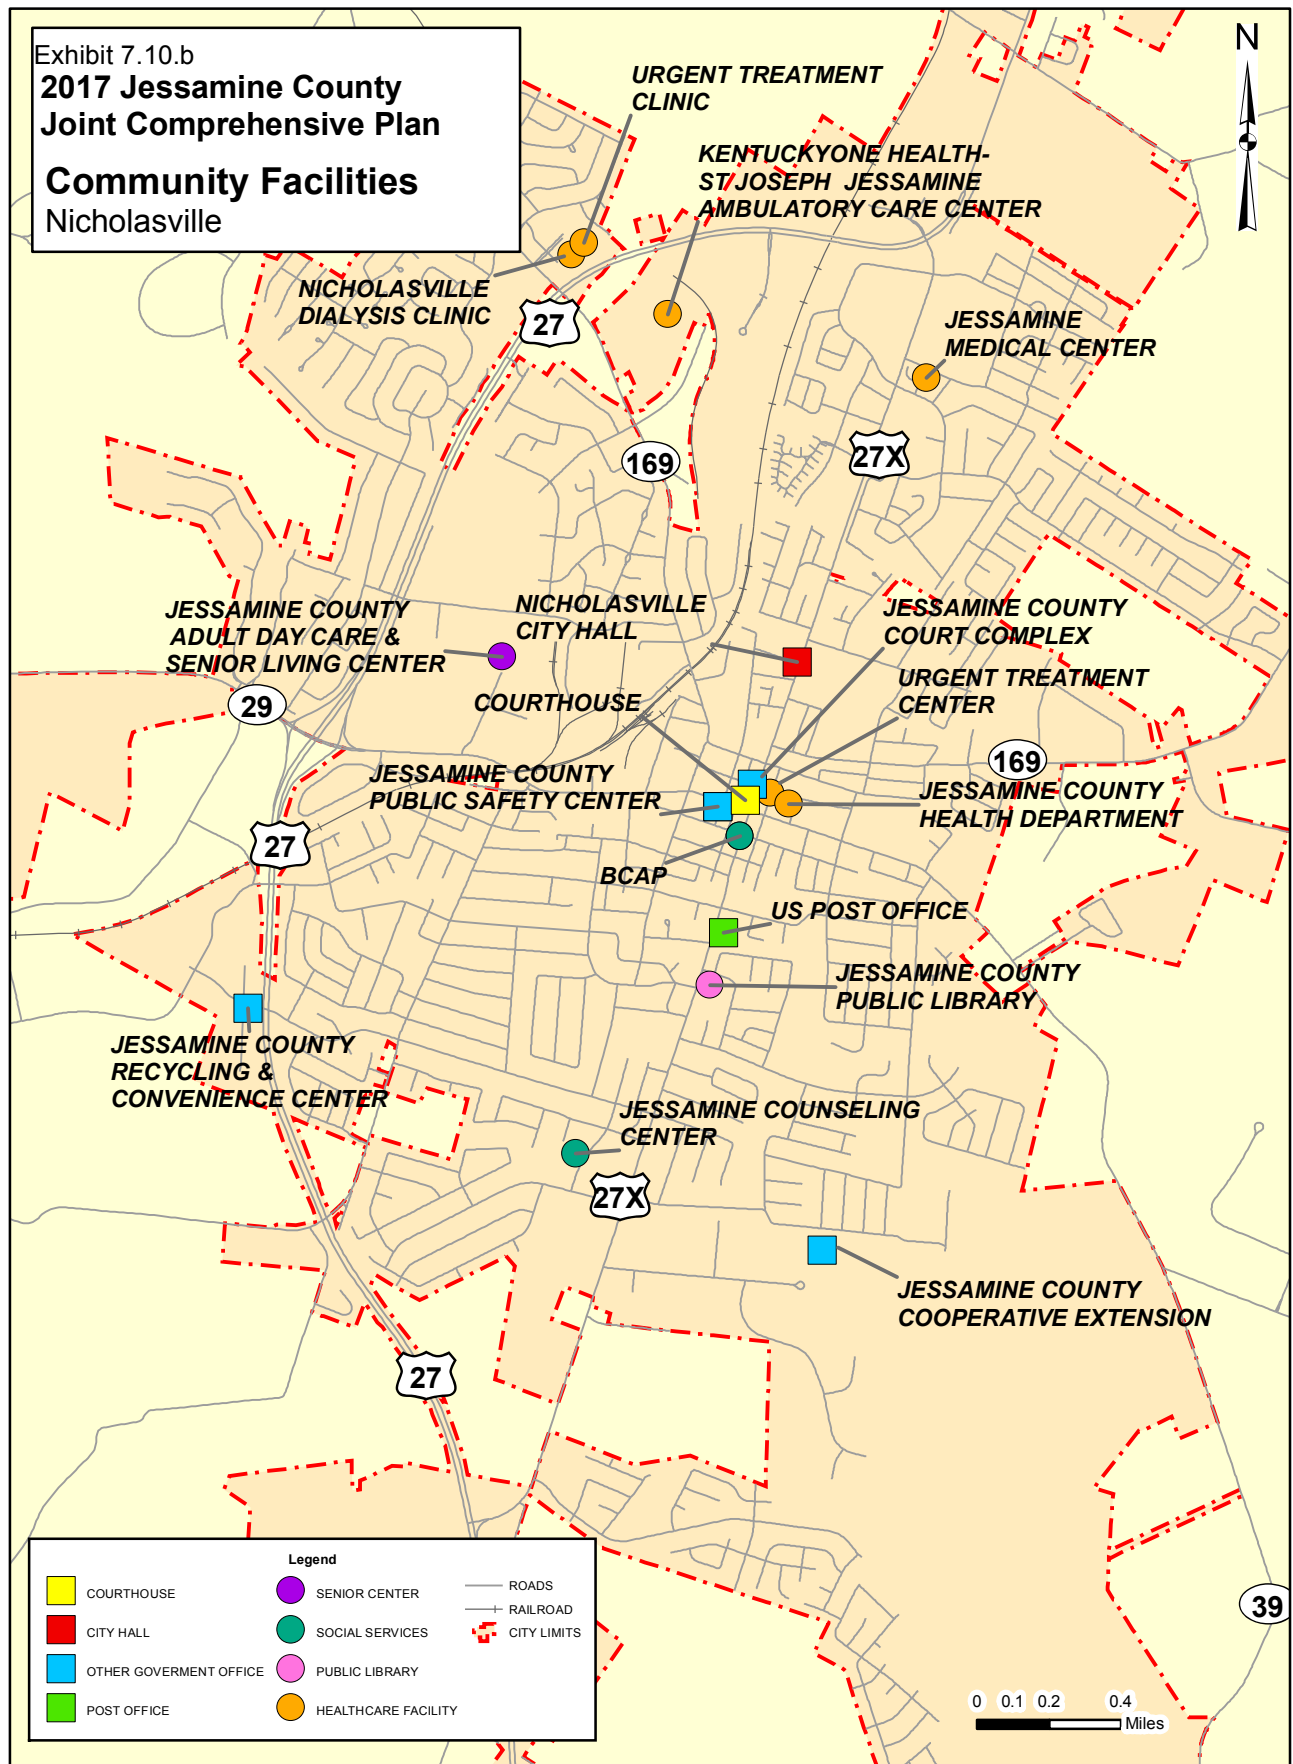 Exhibit 7.10.b
2017 Jessamine County
Joint Comprehensive Plan
Community Facilities
Nicholasville
N
URGENT TREATMENT
CLINIC
KENTUCKYONE HEALTH-
ST JOSEPH JESSAMINE
AMBULATORY CARE CENTER
NICHOLASVILLE
DIALYSIS CLINIC
27
JESSAMINE
MEDICAL CENTER
169
27X
JESSAMINE COUNTY
ADULT DAY CARE &
SENIOR LIVING CENTER
NICHOLASVILLE
CITY HALL
JESSAMINE COUNTY
COURT COMPLEX
29
COURTHOUSE
URGENT TREATMENT
CENTER
169
JESSAMINE COUNTY
PUBLIC SAFETY CENTER
JESSAMINE COUNTY
HEALTH DEPARTMENT
27
BCAP
US POST OFFICE
JESSAMINE COUNTY
PUBLIC LIBRARY
JESSAMINE COUNTY
RECYCLING &
CONVENIENCE CENTER
JESSAMINE COUNSELING
CENTER
27X
JESSAMINE COUNTY
COOPERATIVE EXTENSION
27
39
Legend
COURTHOUSE
CITY HALL
OTHER GOVERMENT OFFICE
POST OFFICE
SENIOR CENTER
SOCIAL SERVICES
PUBLIC LIBRARY
HEALTHCARE FACILITY
ROADS
RAILROAD
CITY LIMITS
0 0.1 0.2 0.4
Miles